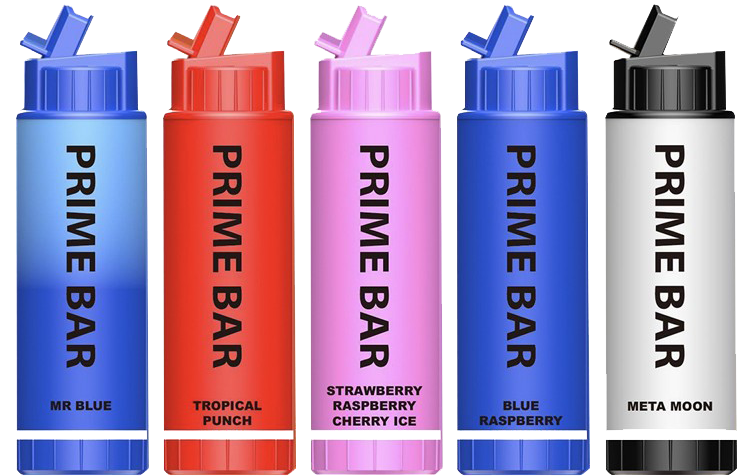 PRIME BAR
MR BLUE
PRIME BAR
TROPICAL
PUNCH
PRIME BAR
STRAWBERRY
RASPBERRY
CHERRY ICE
PRIME BAR
BLUE
RASPBERRY
PRIME BAR
META MOON